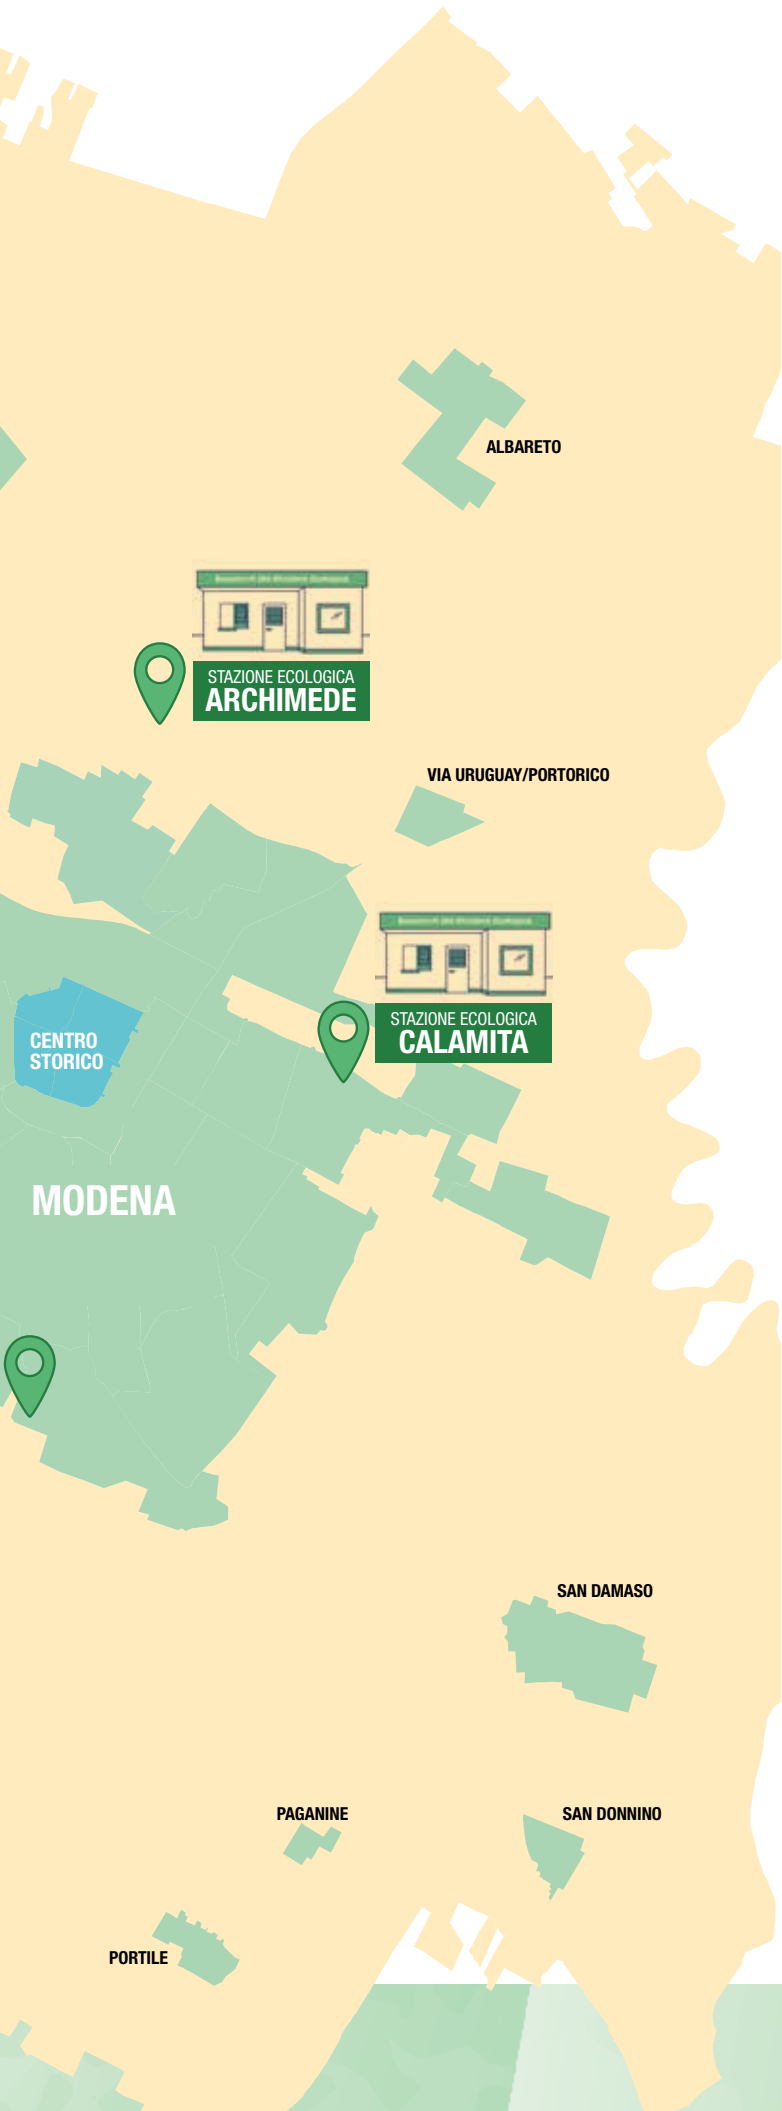 ALBARETO
STAZIONE ECOLOGICA
ARCHIMEDE
VIA URUGUAY/PORTORICO
STAZIONE ECOLOGICA
CALAMITA
CENTRO
STORICO
MODENA
SAN DAMASO
PAGANINE
SAN DONNINO
PORTILE